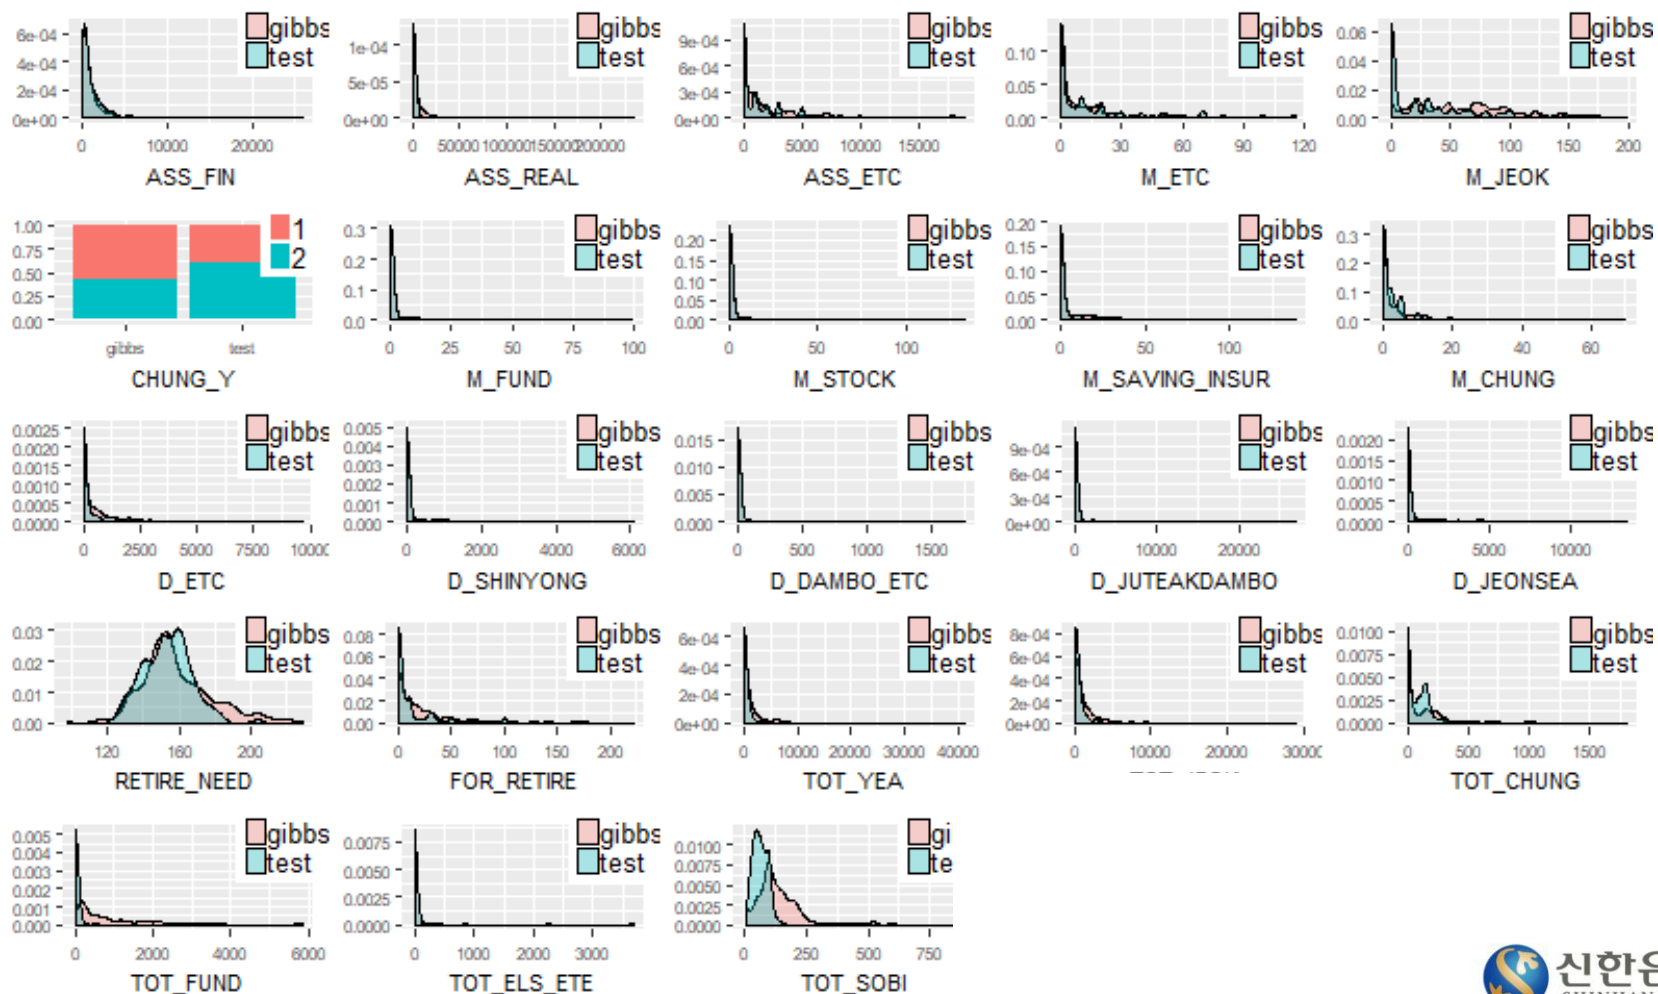 gibbs
test
6e-04
4e-04
2e-04
0e+00
0 10000 20000
ASS_FIN
gibbs
test
1e-04
5e-05
0e+00
0 50000 100000 150000 200000
ASS_REAL
gibbs
test
9e-04
6e-04
3e-04
0e+00
0 5000 10000 15000
ASS_ETC
gibbs
test
0.10
0.05
0.00
0 30 60 90 120
M_ETC
gibbs
test
0.06
0.04
0.02
0.00
0 50 100 150 200
M_JEOK
1
2
1.00
0.75
0.50
0.25
0.00
gibbs test
CHUNG_Y
gibbs
test
0.3
0.2
0.1
0.0
0 25 50 75 100
M_FUND
gibbs
test
0.20
0.15
0.10
0.05
0.00
0 50 100
M_STOCK
gibbs
test
0.20
0.15
0.10
0.05
0.00
0 50 100
M_SAVING_INSUR
gibbs
test
0.3
0.2
0.1
0.0
0 20 40 60
M_CHUNG
gibbs
test
0.0025
0.0020
0.0015
0.0010
0.0005
0.0000
0 2500 5000 7500 1000
D_ETC
gibbs
test
0.005
0.004
0.003
0.002
0.001
0.000
0 2000 4000 6000
D_SHINYONG
gibbs
test
0.015
0.010
0.005
0.000
0 500 1000 1500
D_DAMBO_ETC
gibbs
test
9e-04
6e-04
3e-04
0e+00
0 10000 20000
D_JUTEAKDAMBO
gibbs
test
0.0020
0.0015
0.0010
0.0005
0.0000
0 5000 10000
D_JEONSEA
gibbs
test
0.03
0.02
0.01
0.00
120 160 200
RETIRE_NEED
gibbs
test
0.08
0.06
0.04
0.02
0.00
0 50 100 150 200
FOR_RETIRE
gibbs
test
6e-04
4e-04
2e-04
0e+00
0 10000 20000 30000 40000
TOT_YEA
gibbs
test
8e-04
6e-04
4e-04
2e-04
0e+00
0 10000 20000 3000
gibbs
test
0.0100
0.0075
0.0050
0.0025
0.0000
0 500 1000 1500
TOT_CHUNG
gibbs
test
0.005
0.004
0.003
0.002
0.001
0.000
0 2000 4000 6000
TOT_FUND
gibbs
test
0.0075
0.0050
0.0025
0.0000
0 1000 2000 3000
TOT_ELS_ETE
gi
te
0.0100
0.0075
0.0050
0.0025
0.0000
0 250 500 750
TOT_SOBI
신한은